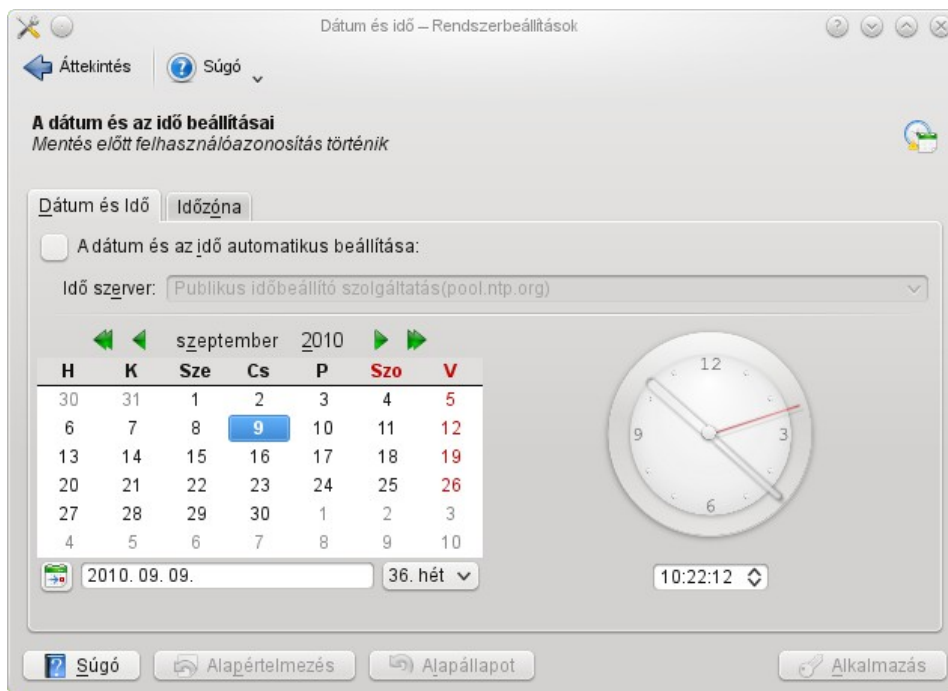 Dátum és idő – Rendszerbeállítások
Áttekintés Súgó
A dátum és az idő beállításai
Mentés előtt felhasználóazonosítás történik
Dátum és Idő Időzóna
A dátum és az idő automatikus beállítása:
Idő szerver: Publikus időbeállító szolgáltatás(pool.ntp.org)
szeptember 2010
H K Sze Cs P Szo V
30 31 1 2 3 4 5
6 7 8 9 10 11 12
13 14 15 16 17 18 19
20 21 22 23 24 25 26
27 28 29 30 1 2 3
4 5 6 7 8 9 10
2010. 09. 09. 36. hét
12
9 3
6
10:22:12
Súgó Alapértelmezés Alapállapot Alkalmazás